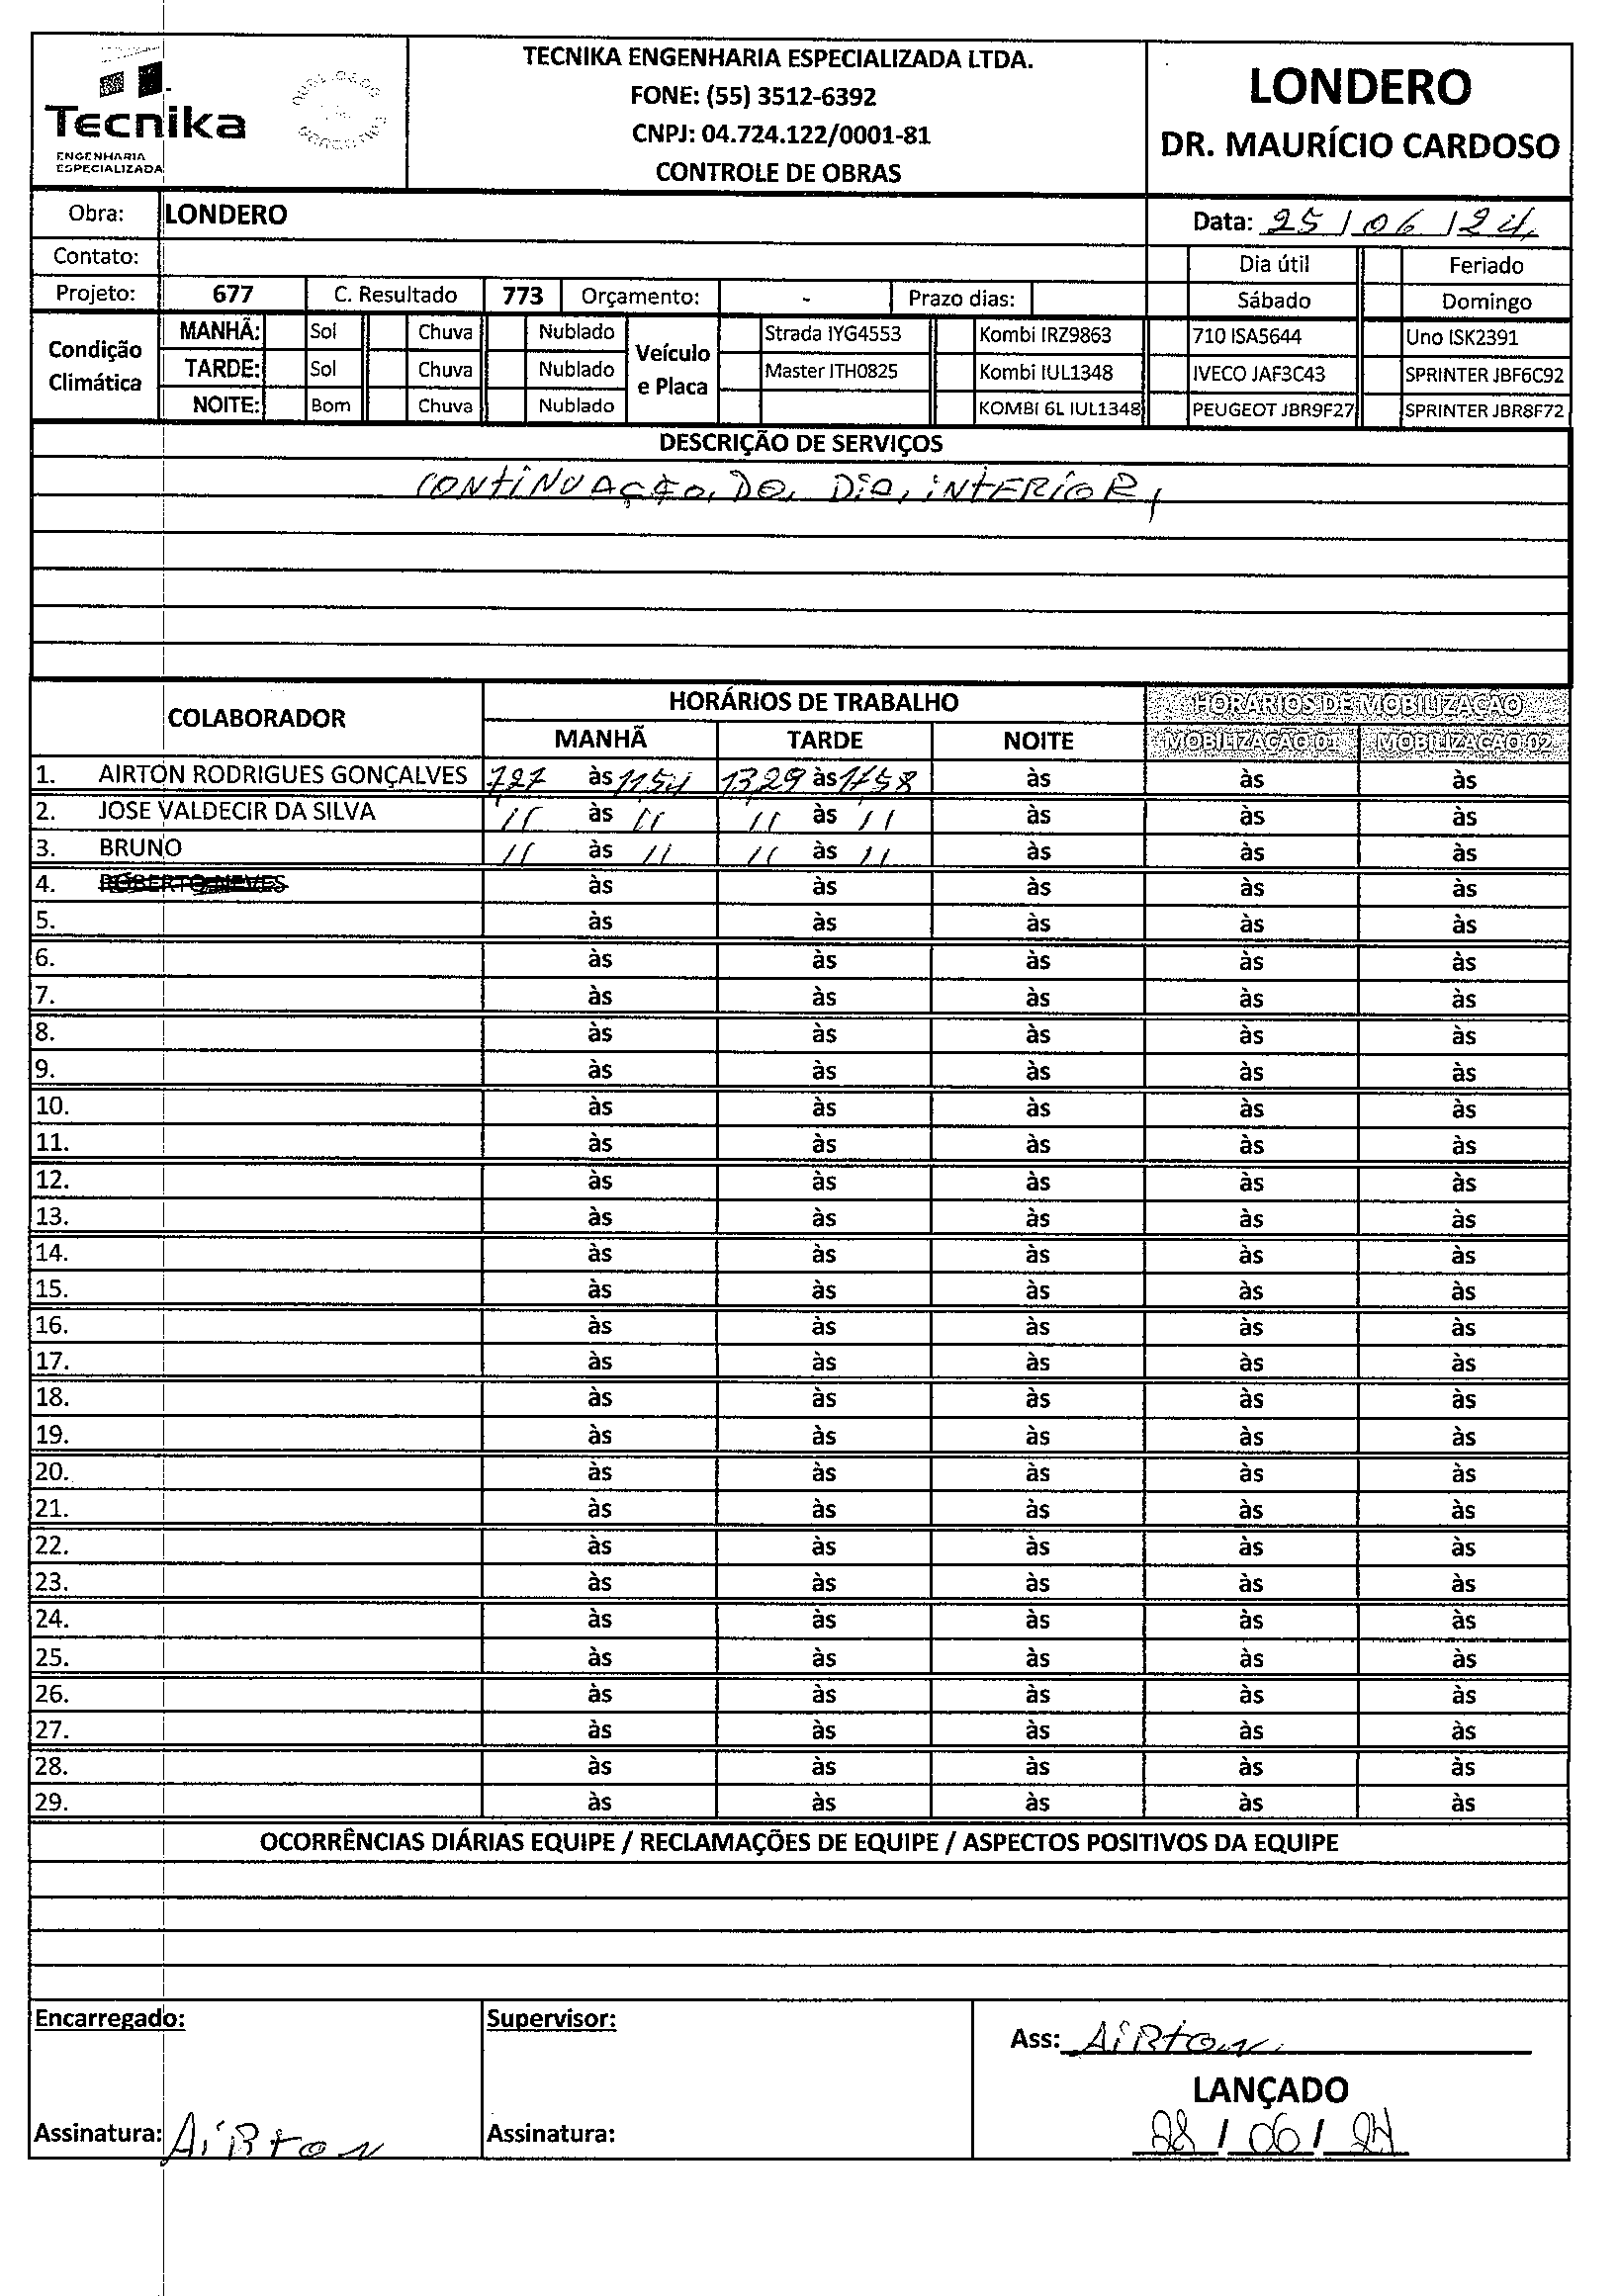 TECNIKA ENGENHARIA ESPECIALIZADA LTDA.
FONE: (55) 3512-6392
CNPJ: 04.724.122/0001-81
CONTROLE DE OBRAS
Tecnika
ENGENHARIA
ESPECIALIZADA
LONDERO
DR. MAURÍCIO CARDOSO
Obra: LONDERO Data: 25/06/24
Contato: Dia útil Feriado
Projeto: 677 C. Resultado 773 Orçamento: - Prazo dias: Sábado Domingo
Condição Climática Veículo e Placa
MANHÃ: Sol Chuva Nublado Strada IYG4553 Kombi IRZ9863 710 ISA5644 Uno ISK2391
TARDE: Sol Chuva Nublado Master ITH0825 Kombi IUL1348 IVECO JAF3C43 SPRINTER JBF6C92
NOITE: Bom Chuva Nublado KOMBI 6L IUL1348 PEUGEOT JBR9F27 SPRINTER JBR8F72
DESCRIÇÃO DE SERVIÇOS
CONTINUAÇÃO, DO, DIO, INTERIOR,
COLABORADOR HORÁRIOS DE TRABALHO HORÁRIOS DE MOBILIZAÇÃO
MANHÃ TARDE NOITE MOBILIZAÇÃO 01 MOBILIZAÇÃO 02
1. AIRTON RODRIGUES GONÇALVES 727 às 1154 1329 às 1758 às às às
2. JOSE VALDECIR DA SILVA 11 às 11 11 às 11 às às às
3. BRUNO 11 às 11 11 às 11 às às às
4. ROBERTO NEVES às às às às às
5. às às às às às
6. às às às às às
7. às às às às às
8. às às às às às
9. às às às às às
10. às às às às às
11. às às às às às
12. às às às às às
13. às às às às às
14. às às às às às
15. às às às às às
16. às às às às às
17. às às às às às
18. às às às às às
19. às às às às às
20. às às às às às
21. às às às às às
22. às às às às às
23. às às às às às
24. às às às às às
25. às às às às às
26. às às às às às
27. às às às às às
28. às às às às às
29. às às às às às
OCORRÊNCIAS DIÁRIAS EQUIPE / RECLAMAÇÕES DE EQUIPE / ASPECTOS POSITIVOS DA EQUIPE
Encarregado: Supervisor:
Ass: AIRton
LANÇADO
Assinatura: AIRton Assinatura: 28/06/24